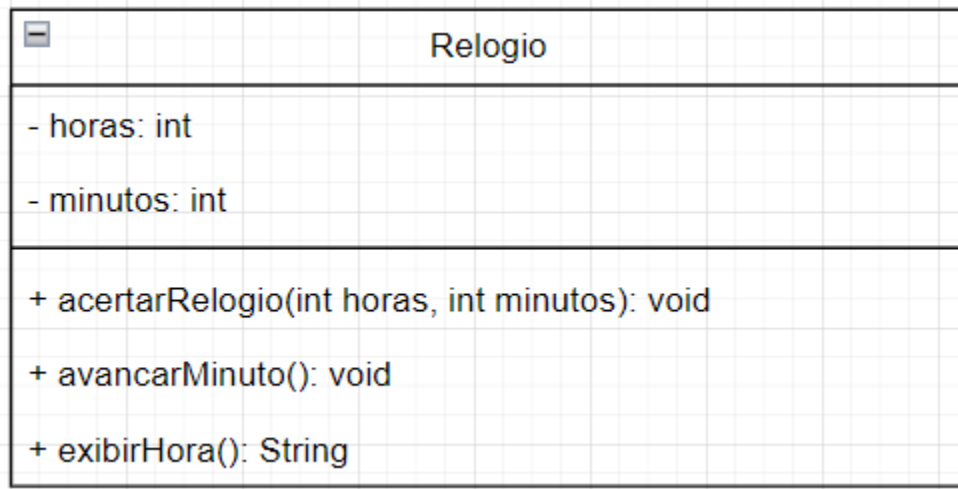 Relogio
- horas: int
- minutos: int
+ acertarRelogio(int horas, int minutos): void
+ avancarMinuto(): void
+ exibirHora(): String